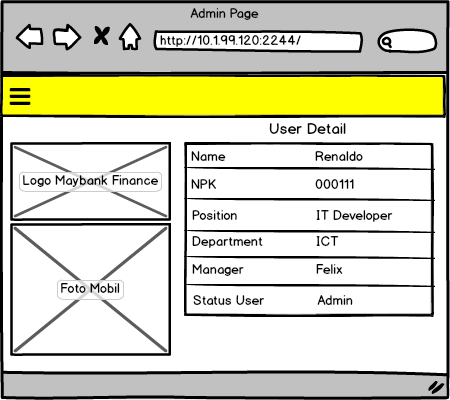 Admin Page
http://10.1.99.120:2244/
User Detail
Logo Maybank Finance
Foto Mobil
Name Renaldo
NPK 000111
Position IT Developer
Department ICT
Manager Felix
Status User Admin